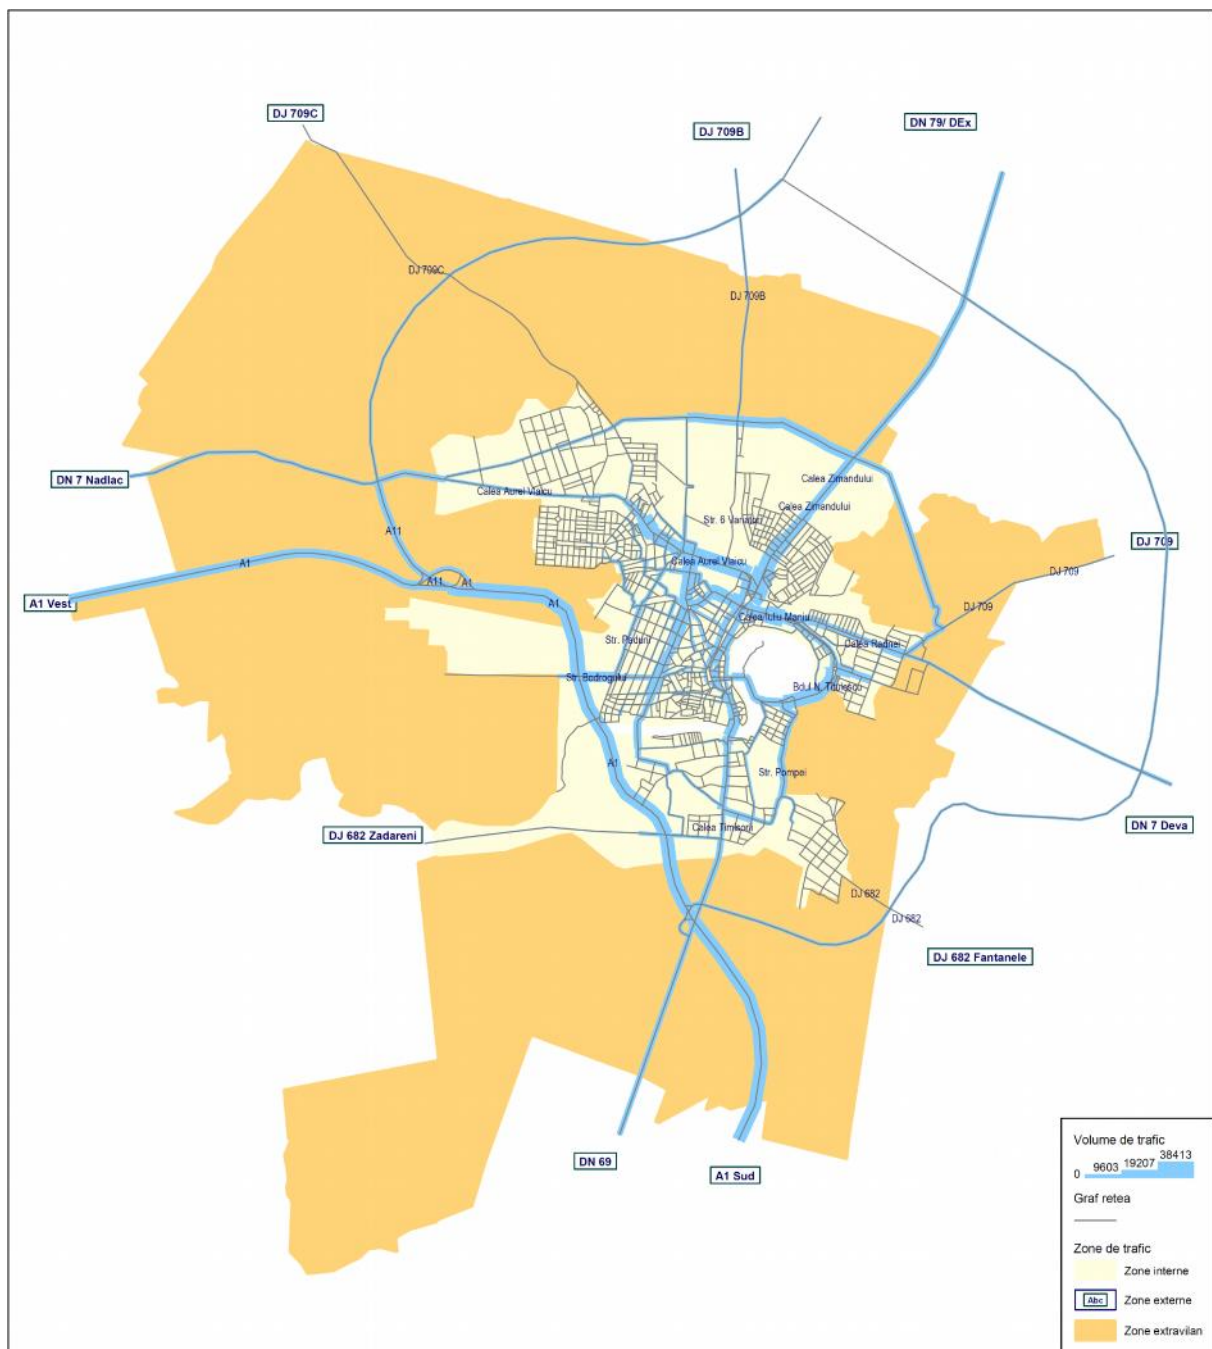 DJ 709C
DN 79/ DEx
DJ 709B
DJ 709C
DJ 709B
DN 7 Nadlac
Calea Zimandului
Calea Aurel Vlaicu
Calea Zimandului
Str. 6 Vanatori
A11
DJ 709
Calea Aurel Vlaicu
A1
DJ 709
A11
A1
A1 Vest
A1
DJ 709
Calea Iuliu Maniu
Str. Padurii
Calea Radnei
Str. Bodrogului
Bdul N. Titulescu
A1
Str. Pompei
DN 7 Deva
Calea Timisorii
DJ 682 Zadareni
DJ 682
DJ 682
DJ 682 Fantanele
DN 69
A1 Sud
Volume de trafic
0 9603 19207 38413
Graf retea
Zone de trafic
Zone interne
Abc
Zone externe
Zone extravilan